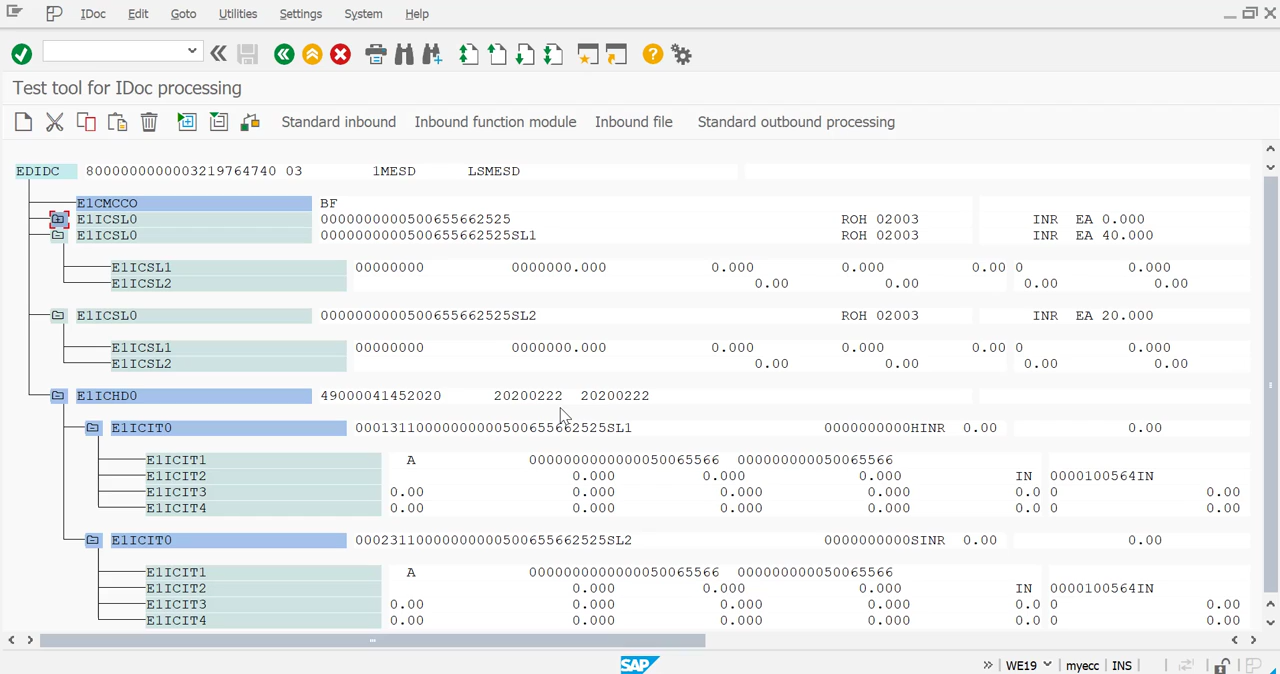 IDoc Edit Goto Utilities Settings System Help
Test tool for IDoc processing
Standard inbound Inbound function module Inbound file Standard outbound processing
EDIDC 8000000000003219764740 03 1MESD LSMESD
E1CMCCO BF
E1ICSL0 0000000000500655662525 ROH 02003 INR EA 0.000
E1ICSL0 0000000000500655662525SL1 ROH 02003 INR EA 40.000
E1ICSL1 00000000 0000000.000 0.000 0.000 0.00 0 0.000
E1ICSL2 0.00 0.00 0.00 0.00
E1ICSL0 0000000000500655662525SL2 ROH 02003 INR EA 20.000
E1ICSL1 00000000 0000000.000 0.000 0.000 0.00 0 0.000
E1ICSL2 0.00 0.00 0.00 0.00
E1ICHD0 49000041452020 20200222 20200222
E1ICIT0 0001311000000000500655662525SL1 0000000000HINR 0.00 0.00
E1ICIT1 A 0000000000000050065566 000000000050065566
E1ICIT2 0.000 0.000 0.000 IN 0000100564IN
E1ICIT3 0.00 0.000 0.000 0.000 0.0 0 0.00
E1ICIT4 0.00 0.000 0.000 0.000 0.0 0 0.00
E1ICIT0 0002311000000000500655662525SL2 0000000000SINR 0.00 0.00
E1ICIT1 A 0000000000000050065566 000000000050065566
E1ICIT2 0.000 0.000 0.000 IN 0000100564IN
E1ICIT3 0.00 0.000 0.000 0.000 0.0 0 0.00
E1ICIT4 0.00 0.000 0.000 0.000 0.0 0 0.00
SAP WE19 myecc INS